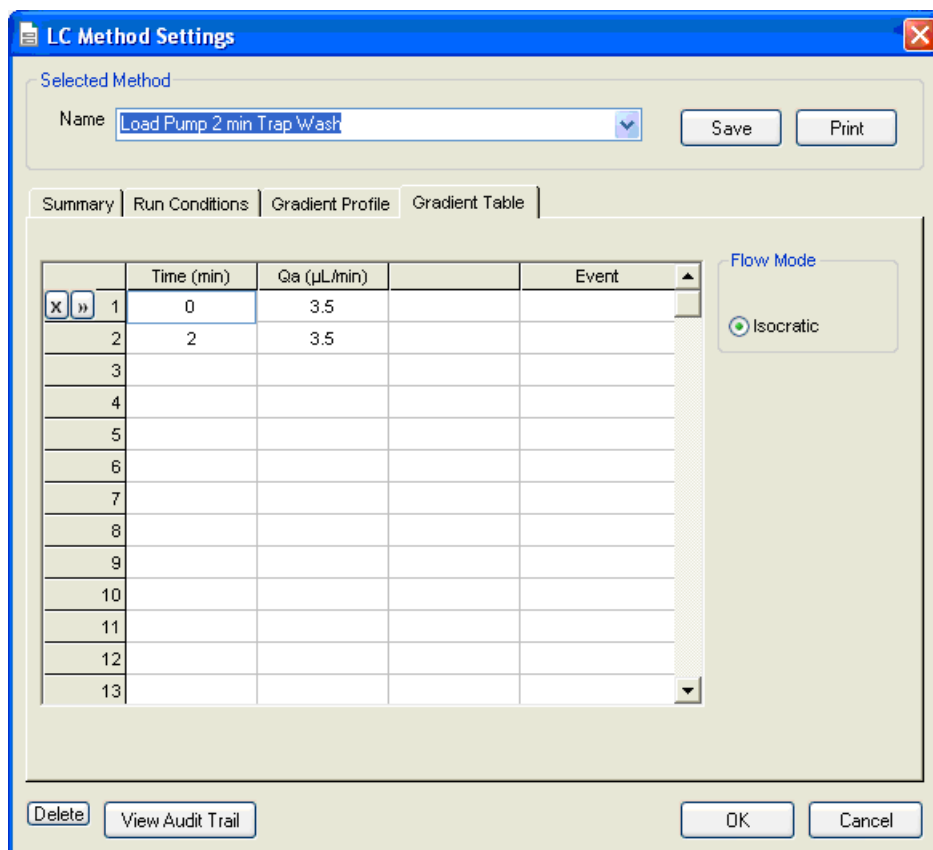 LC Method Settings
Selected Method
Name Load Pump 2 min Trap Wash Save Print
Summary Run Conditions Gradient Profile Gradient Table
Time (min) Qa (µL/min) Event
x » 1 0 3.5
2 2 3.5
3
4
5
6
7
8
9
10
11
12
13
Flow Mode
Isocratic
Delete View Audit Trail OK Cancel